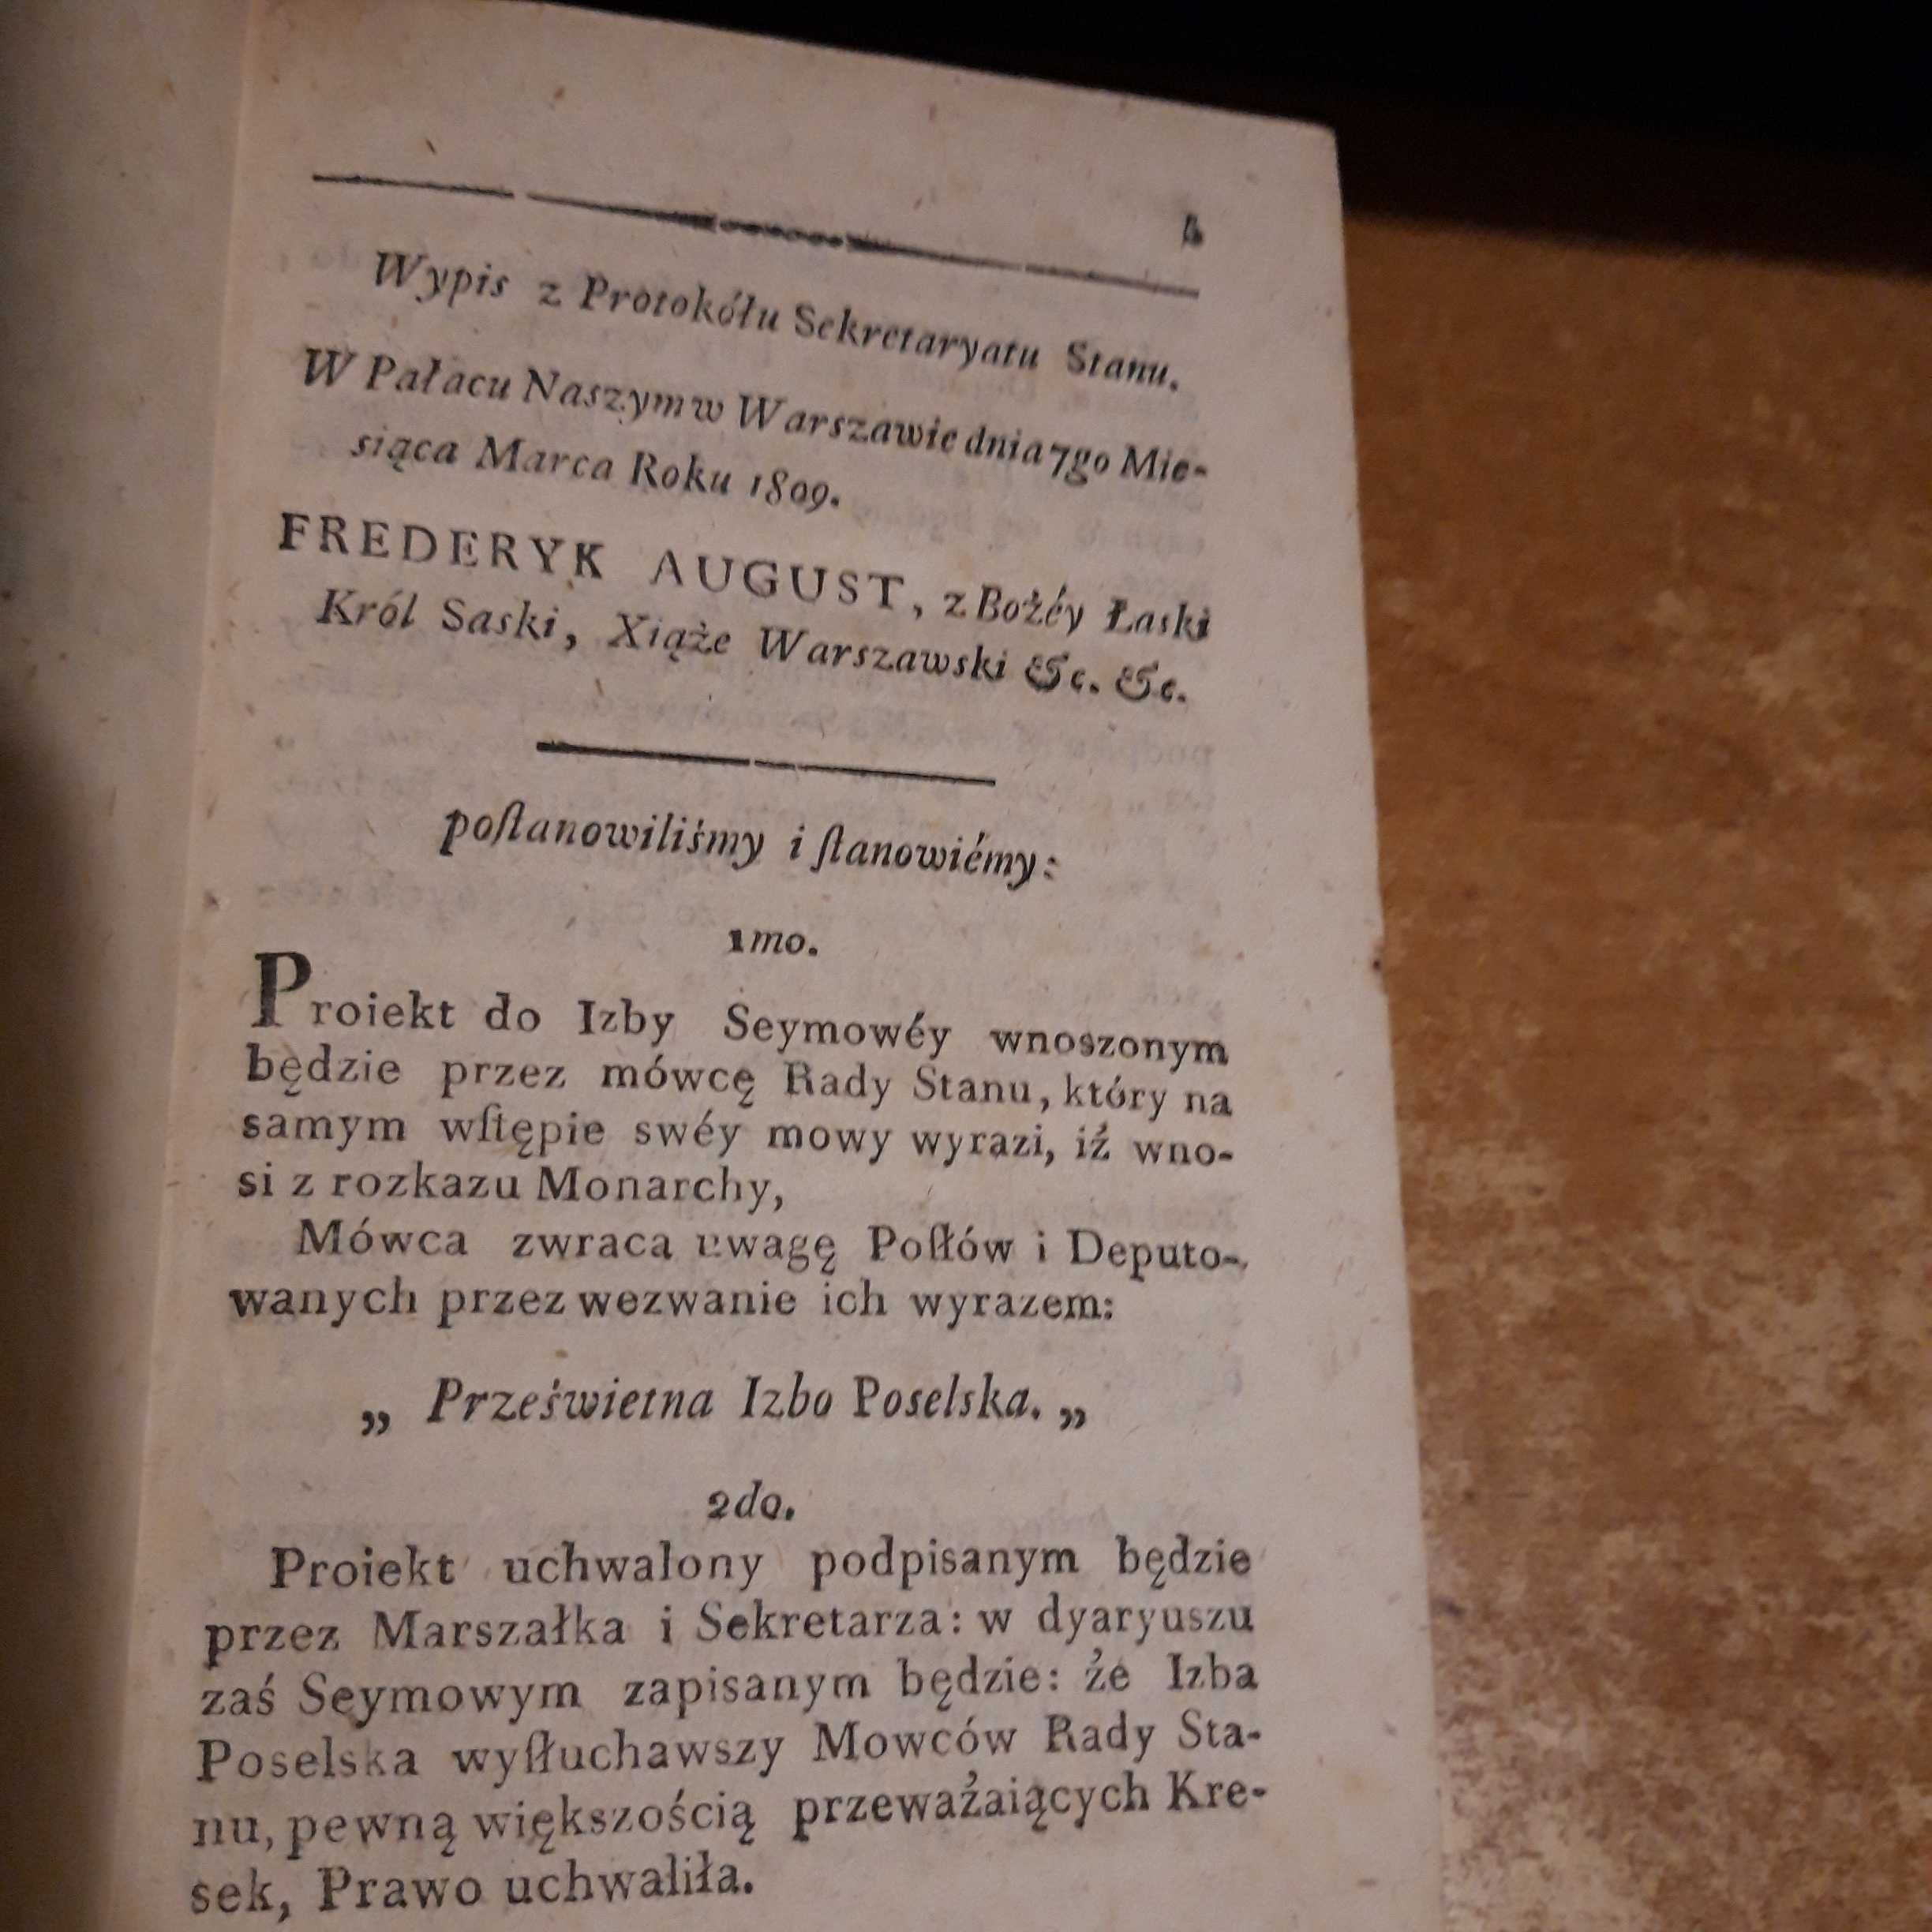 Wypis z Protokółu Sekretaryatu Stanu.
W Pałacu Naszym w Warszawie dnia 7go Mie-
siąca Marca Roku 1809.
FREDERYK AUGUST, z Bożéy Łaski
Król Saski, Xiąże Warszawski &c. &c.
poſtanowiliśmy i ſtanowiémy:
1mo.
Proiekt do Izby Seymowéy wnoszonym
będzie przez mówcę Rady Stanu, który na
samym wſtępie swéy mowy wyrazi, iż wno-
si z rozkazu Monarchy,
Mówca zwraca uwagę Poſłów i Deputo-
wanych przez wezwanie ich wyrazem:
„ Prześwietna Izbo Poselska. „
2do.
Proiekt uchwalony podpisanym będzie
przez Marszałka i Sekretarza: w dyaryuszu
zaś Seymowym zapisanym będzie: że Izba
Poselska wyſłuchawszy Mowców Rady Sta-
nu, pewną większością przeważaiących Kre-
sek, Prawo uchwaliła.